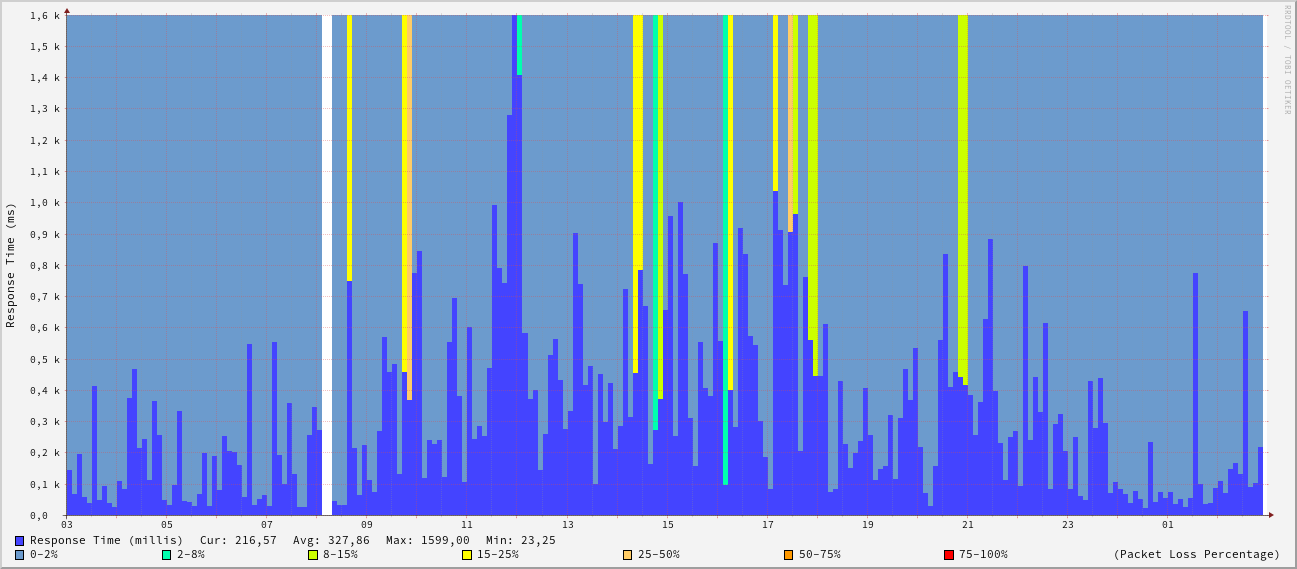 RRDTOOL / TOBI OETIKER
Response Time (ms)
1,6 k
1,5 k
1,4 k
1,3 k
1,2 k
1,1 k
1,0 k
0,9 k
0,8 k
0,7 k
0,6 k
0,5 k
0,4 k
0,3 k
0,2 k
0,1 k
0,0
03 05 07 09 11 13 15 17 19 21 23 01
Response Time (millis) Cur: 216,57 Avg: 327,86 Max: 1599,00 Min: 23,25
0-2% 2-8% 8-15% 15-25% 25-50% 50-75% 75-100% (Packet Loss Percentage)